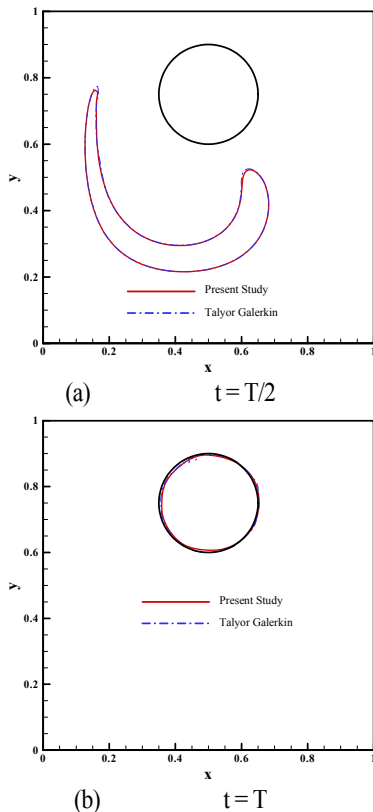 1
0.8
0.6
y
0.4
0.2
0
Present Study
Talyor Galerkin
0 0.2 0.4 0.6 0.8 1
x
(a) t = T/2
1
0.8
0.6
y
0.4
0.2
0
Present Study
Talyor Galerkin
0 0.2 0.4 0.6 0.8 1
x
(b) t = T